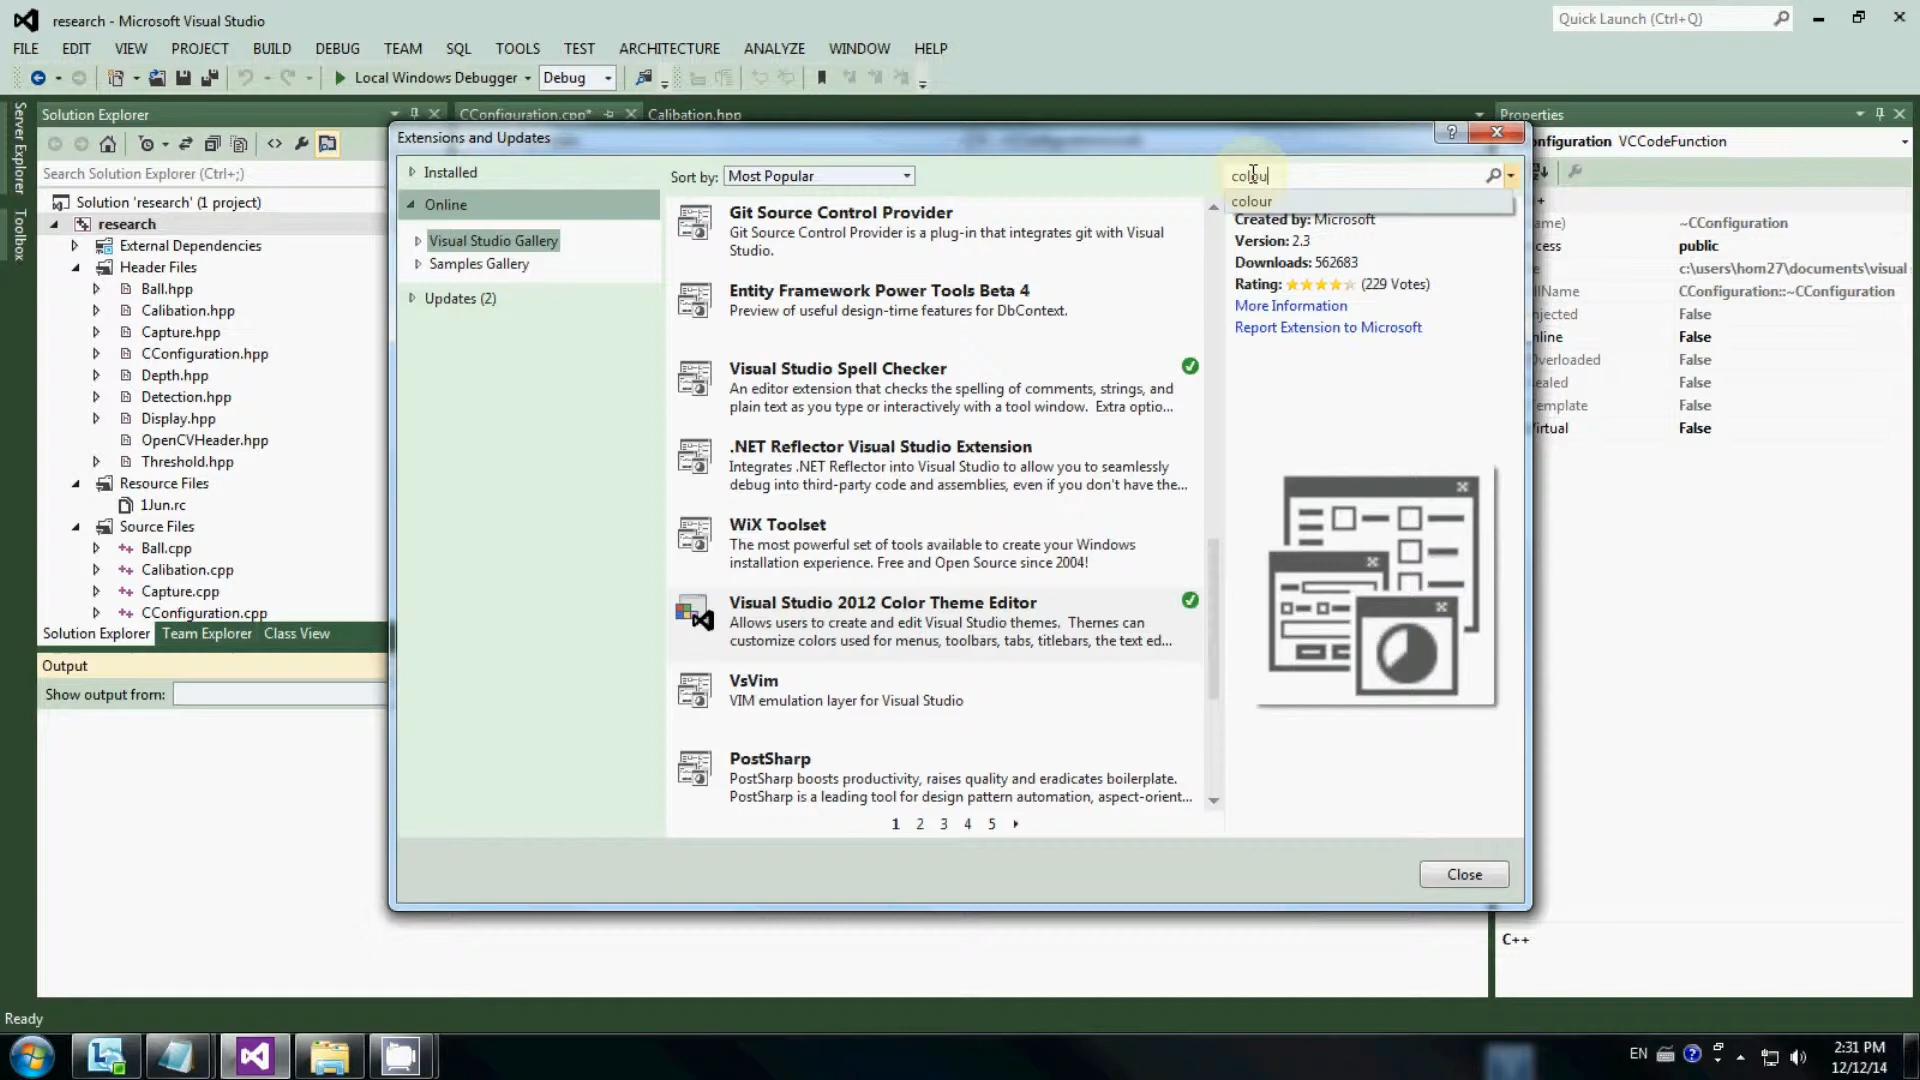 research - Microsoft Visual Studio
Quick Launch (Ctrl+Q)
FILE EDIT VIEW PROJECT BUILD DEBUG TEAM SQL TOOLS TEST ARCHITECTURE ANALYZE WINDOW HELP
Local Windows Debugger Debug
Server Explorer
Toolbox
Solution Explorer
Search Solution Explorer (Ctrl+;)
Solution 'research' (1 project)
research
External Dependencies
Header Files
Ball.hpp
Calibation.hpp
Capture.hpp
CConfiguration.hpp
Depth.hpp
Detection.hpp
Display.hpp
OpenCVHeader.hpp
Threshold.hpp
Resource Files
1Jun.rc
Source Files
Ball.cpp
Calibation.cpp
Capture.cpp
CConfiguration.cpp
Solution Explorer Team Explorer Class View
Output
Show output from:
CConfiguration.cpp*
Calibation.hpp
Extensions and Updates
Installed
Online
Visual Studio Gallery
Samples Gallery
Updates (2)
Sort by: Most Popular
Git Source Control Provider
Git Source Control Provider is a plug-in that integrates git with Visual
Studio.
Entity Framework Power Tools Beta 4
Preview of useful design-time features for DbContext.
Visual Studio Spell Checker
An editor extension that checks the spelling of comments, strings, and
plain text as you type or interactively with a tool window. Extra optio...
.NET Reflector Visual Studio Extension
Integrates .NET Reflector into Visual Studio to allow you to seamlessly
debug into third-party code and assemblies, even if you don't have the...
WiX Toolset
The most powerful set of tools available to create your Windows
installation experience. Free and Open Source since 2004!
Visual Studio 2012 Color Theme Editor
Allows users to create and edit Visual Studio themes. Themes can
customize colors used for menus, toolbars, tabs, titlebars, the text ed...
VsVim
VIM emulation layer for Visual Studio
PostSharp
PostSharp boosts productivity, raises quality and eradicates boilerplate.
PostSharp is a leading tool for design pattern automation, aspect-orient...
1 2 3 4 5
colou
colour
Created by: Microsoft
Version: 2.3
Downloads: 562683
Rating: (229 Votes)
More Information
Report Extension to Microsoft
Close
Properties
onfiguration VCCodeFunction
ame) ~CConfiguration
cess public
e c:\users\hom27\documents\visual
llName CConfiguration::~CConfiguration
njected False
nline False
Overloaded False
ealed False
emplate False
irtual False
C++
Ready
EN
2:31 PM
12/12/14